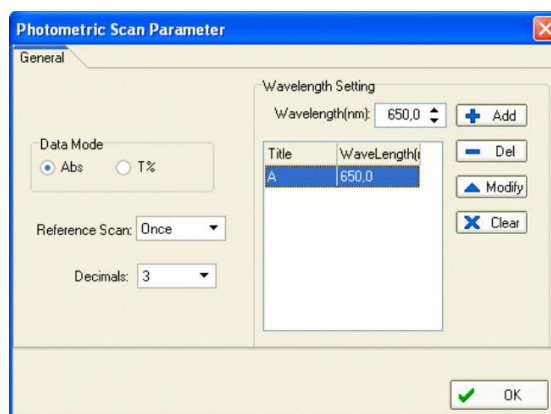 Photometric Scan Parameter
General
Data Mode
Abs
T%
Reference Scan: Once
Decimals: 3
Wavelength Setting
Wavelength(nm): 650,0
Title WaveLength(r
A 650,0
Add
Del
Modify
Clear
OK